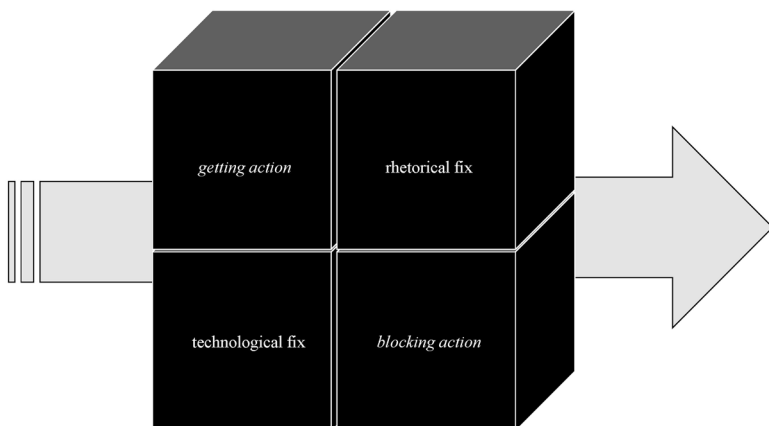 getting action
rhetorical fix
technological fix
blocking action